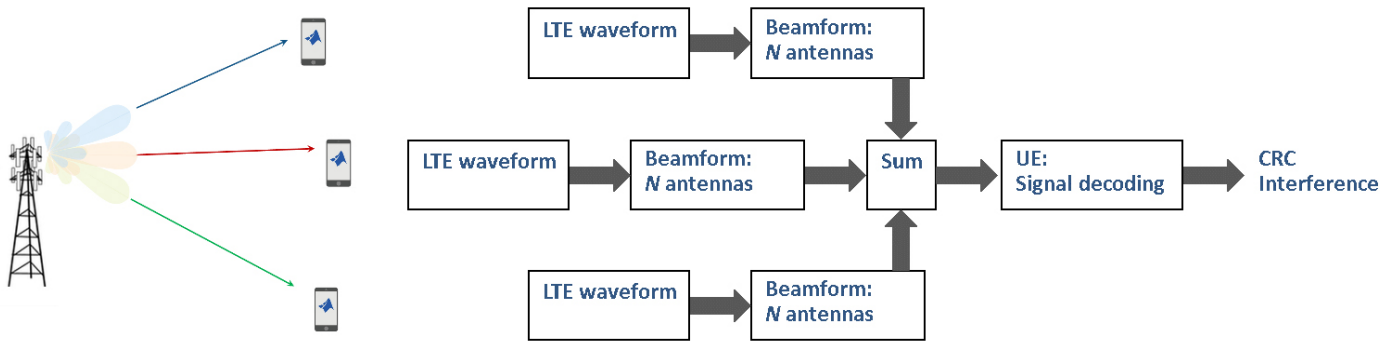 LTE waveform
Beamform:
N antennas
LTE waveform
Beamform:
N antennas
Sum
UE:
Signal decoding
CRC
Interference
LTE waveform
Beamform:
N antennas